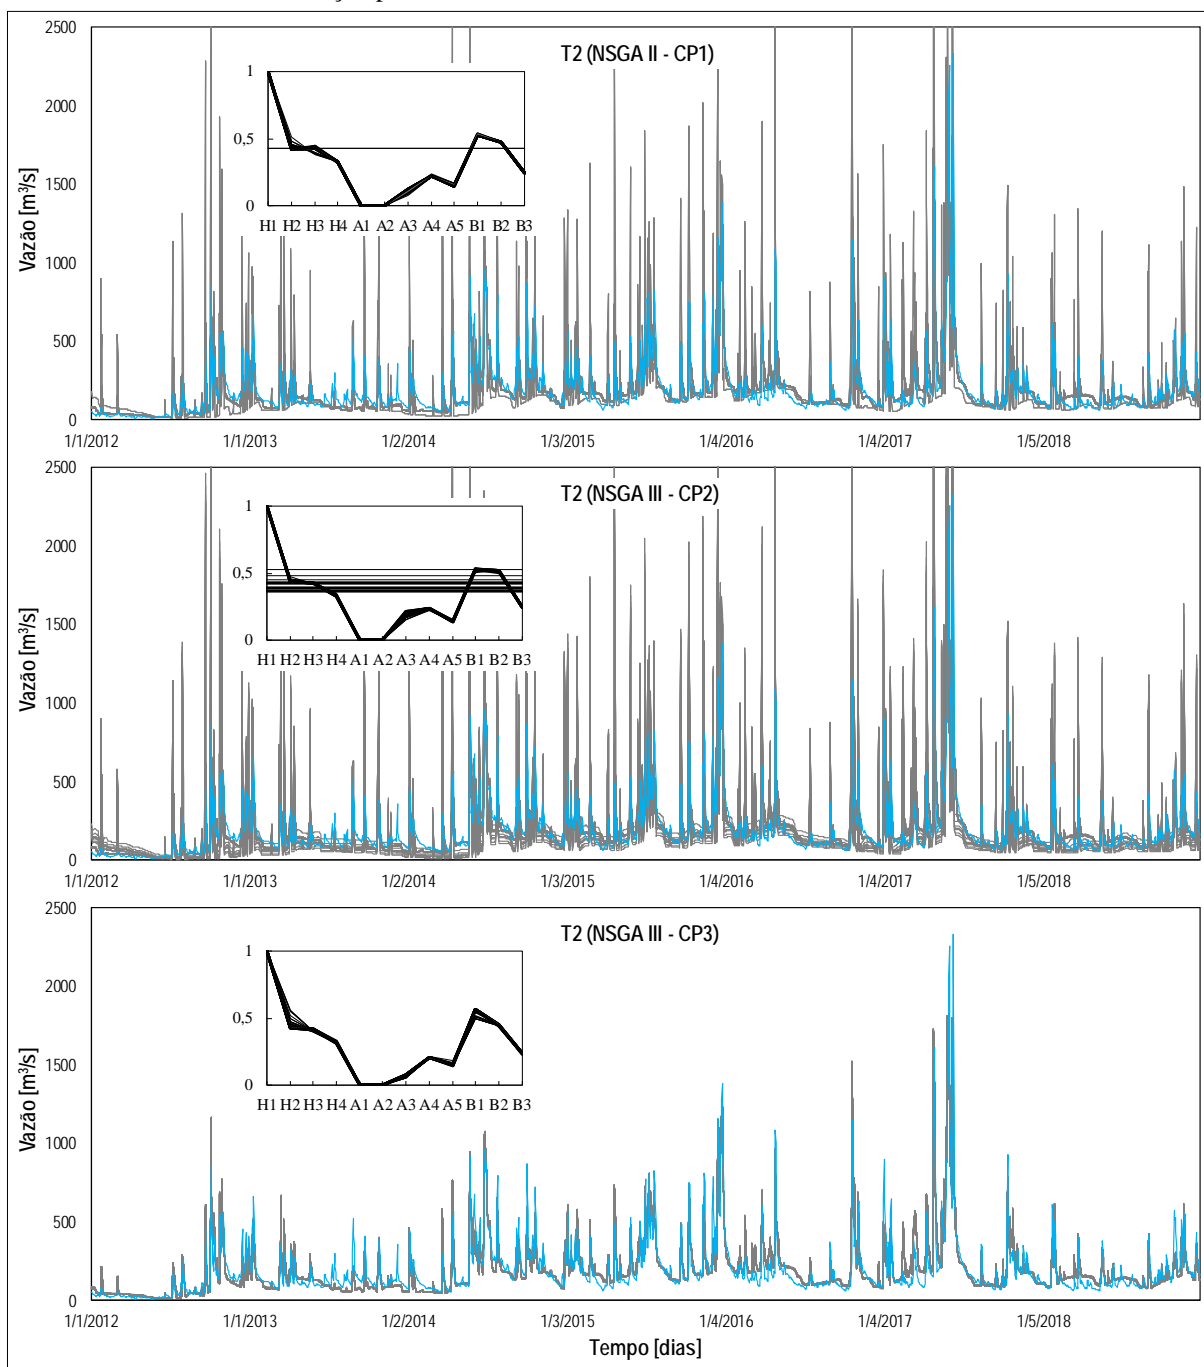 T2 (NSGA II - CP1)
Vazão [m³/s]
2500
2000
1500
1000
500
0
1
0,5
0
H1 H2 H3 H4 A1 A2 A3 A4 A5 B1 B2 B3
1/1/2012 1/1/2013 1/2/2014 1/3/2015 1/4/2016 1/4/2017 1/5/2018
T2 (NSGA III - CP2)
Vazão [m³/s]
2500
2000
1500
1000
500
0
1
0,5
0
H1 H2 H3 H4 A1 A2 A3 A4 A5 B1 B2 B3
1/1/2012 1/1/2013 1/2/2014 1/3/2015 1/4/2016 1/4/2017 1/5/2018
T2 (NSGA III - CP3)
Vazão [m³/s]
2500
2000
1500
1000
500
0
1
0,5
0
H1 H2 H3 H4 A1 A2 A3 A4 A5 B1 B2 B3
1/1/2012 1/1/2013 1/2/2014 1/3/2015 1/4/2016 1/4/2017 1/5/2018
Tempo [dias]